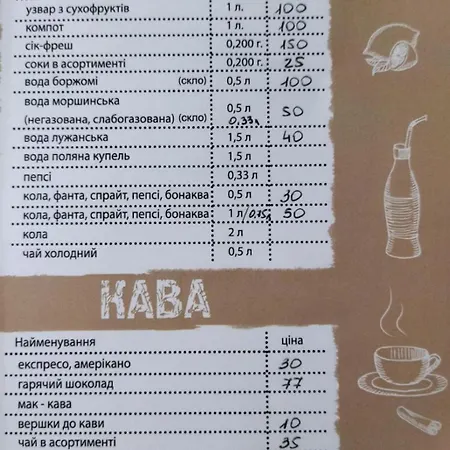 узвар з сухофруктів 1 л. 100
компот 1 л. 100
сік-фреш 0,200 г. 150
соки в асортименті 0,200 г. 25
вода боржомі (скло) 0,5 л 100
вода моршинська
(негазована, слабогазована) (скло) 0,5 л 0,33л 50
вода лужанська 1,5 л 40
вода поляна купель 1,5 л
пепсі 0,33 л
кола, фанта, спрайт, пепсі, бонаква 0,5 л 30
кола, фанта, спрайт, пепсі, бонаква 1 л 50
кола 2 л
чай холодний 0,5 л
КАВА
Найменування ціна
експресо, амерікано 30
гарячий шоколад 77
мак - кава
вершки до кави 10
чай в асортименті 35